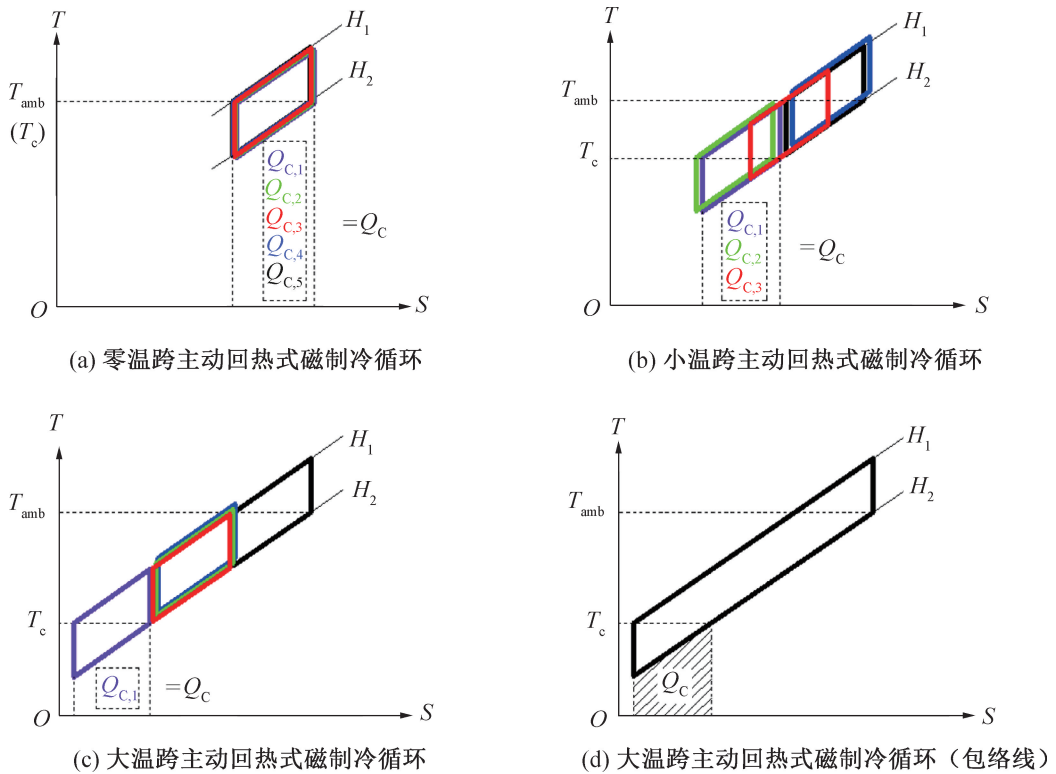 T
H1
H2
Tamb
(Tc)
QC,1
QC,2
QC,3
QC,4
QC,5
=QC
O
S
(a) 零温跨主动回热式磁制冷循环
T
H1
H2
Tamb
Tc
QC,1
QC,2
QC,3
=QC
O
S
(b) 小温跨主动回热式磁制冷循环
T
H1
H2
Tamb
Tc
QC,1
=QC
O
S
(c) 大温跨主动回热式磁制冷循环
T
H1
H2
Tamb
Tc
QC
O
S
(d) 大温跨主动回热式磁制冷循环（包络线）